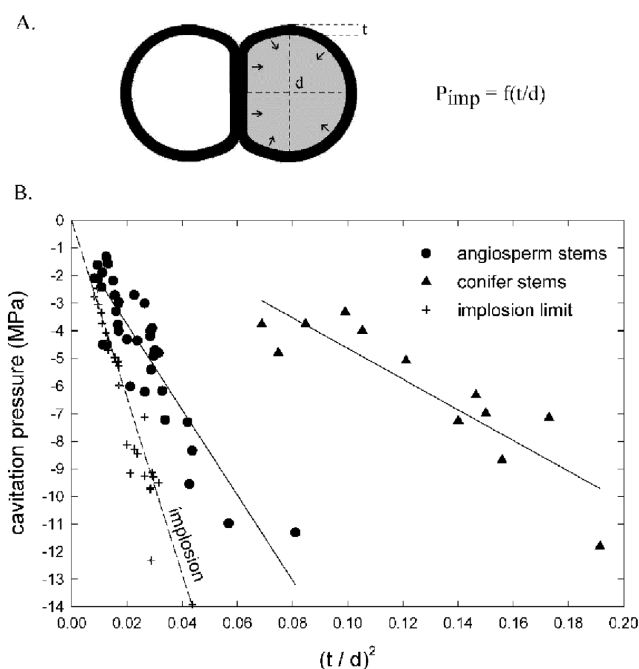 A.
t
d
P_imp = f(t/d)
B.
0
-1
-2
-3
-4
-5
-6
-7
-8
-9
-10
-11
-12
-13
-14
cavitation pressure (MPa)
angiosperm stems
conifer stems
implosion limit
implosion
0.00 0.02 0.04 0.06 0.08 0.10 0.12 0.14 0.16 0.18 0.20
(t / d)²